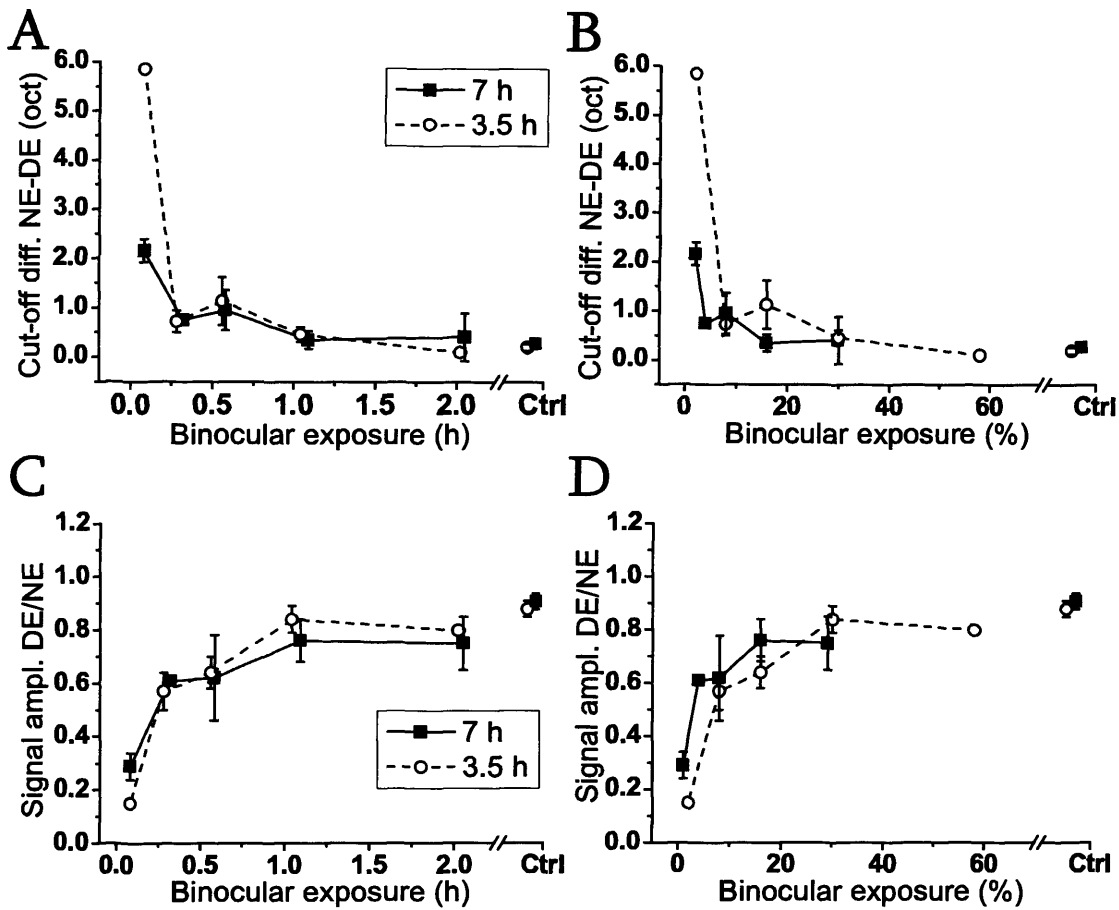 A
Cut-off diff. NE-DE (oct)
6.0
5.0
4.0
3.0
2.0
1.0
0.0
7 h
3.5 h
0.0 0.5 1.0 1.5 2.0 Ctrl
Binocular exposure (h)
B
Cut-off diff. NE-DE (oct)
6.0
5.0
4.0
3.0
2.0
1.0
0.0
0 20 40 60 Ctrl
Binocular exposure (%)
C
Signal ampl. DE/NE
1.2
1.0
0.8
0.6
0.4
0.2
0.0
7 h
3.5 h
0.0 0.5 1.0 1.5 2.0 Ctrl
Binocular exposure (h)
D
Signal ampl. DE/NE
1.2
1.0
0.8
0.6
0.4
0.2
0.0
0 20 40 60 Ctrl
Binocular exposure (%)